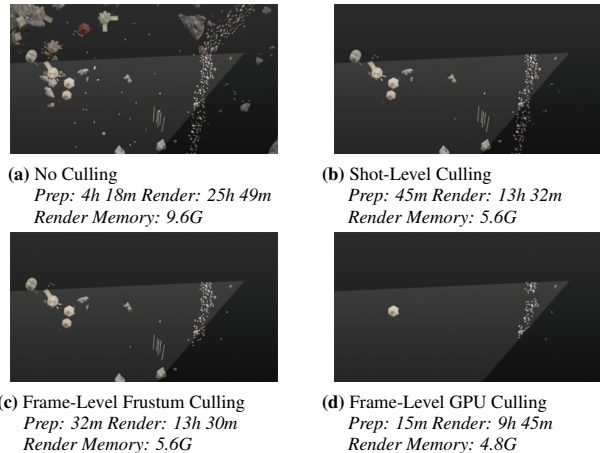 (a) No Culling
Prep: 4h 18m Render: 25h 49m
Render Memory: 9.6G
(b) Shot-Level Culling
Prep: 45m Render: 13h 32m
Render Memory: 5.6G
(c) Frame-Level Frustum Culling
Prep: 32m Render: 13h 30m
Render Memory: 5.6G
(d) Frame-Level GPU Culling
Prep: 15m Render: 9h 45m
Render Memory: 4.8G